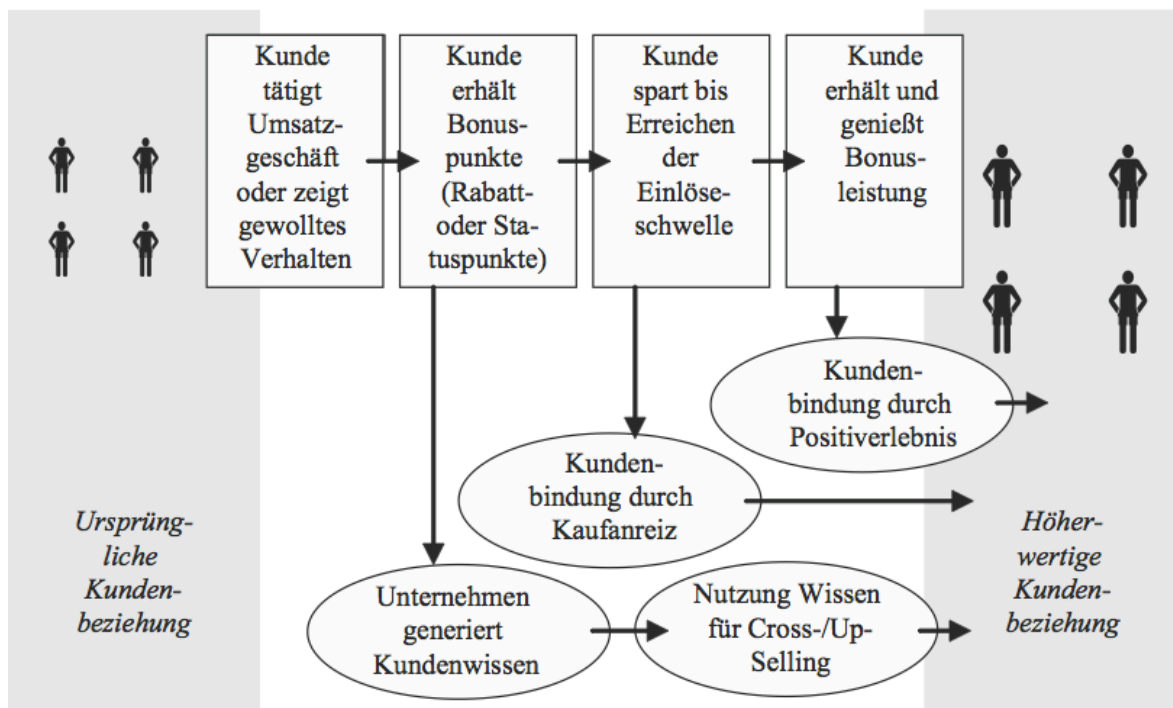 Kunde
tätigt
Umsatz-
geschäft
oder zeigt
gewolltes
Verhalten
Kunde
erhält
Bonus-
punkte
(Rabatt-
oder Sta-
tuspunkte)
Kunde
spart bis
Erreichen
der
Einlöse-
schwelle
Kunde
erhält und
genießt
Bonus-
leistung
Kunden-
bindung durch
Positiverlebnis
Kunden-
bindung durch
Kaufanreiz
Ursprüng-
liche
Kunden-
beziehung
Unternehmen
generiert
Kundenwissen
Nutzung Wissen
für Cross-/Up-
Selling
Höher-
wertige
Kunden-
beziehung